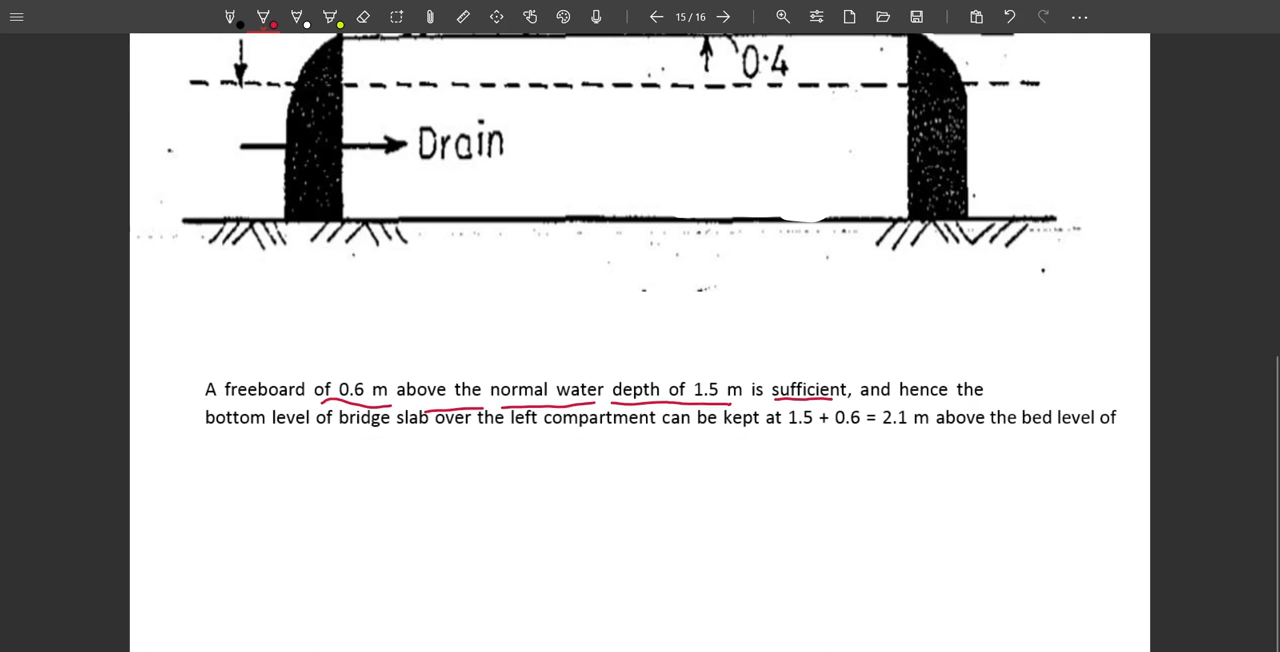 15 / 16
0.4
Drain
A freeboard of 0.6 m above the normal water depth of 1.5 m is sufficient, and hence the
bottom level of bridge slab over the left compartment can be kept at 1.5 + 0.6 = 2.1 m above the bed level of